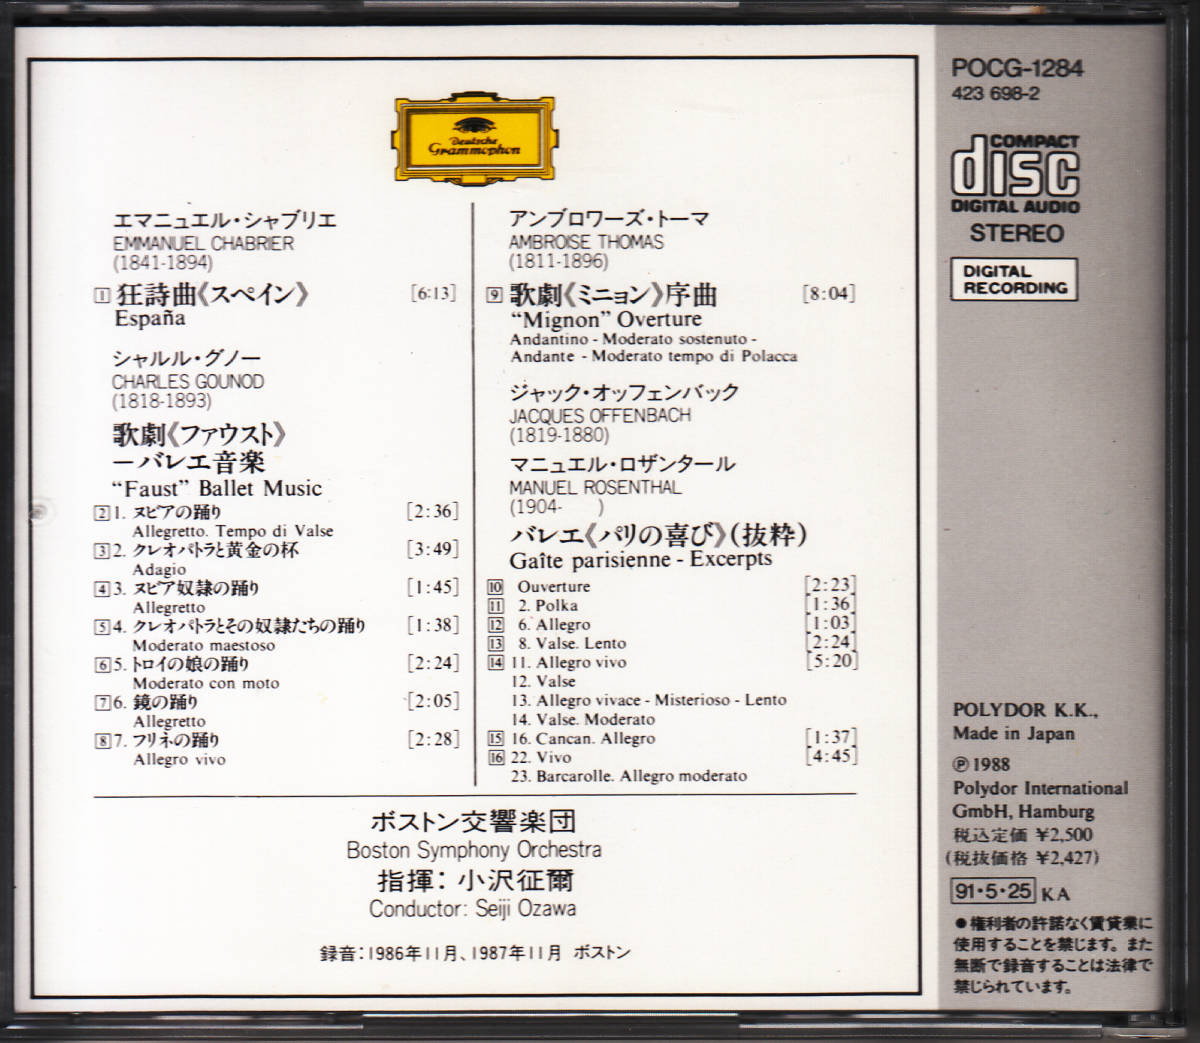 Deutsche
Grammophon
エマニュエル・シャブリエ
EMMANUEL CHABRIER
(1841-1894)
1 狂詩曲《スペイン》 [6:13]
España
シャルル・グノー
CHARLES GOUNOD
(1818-1893)
歌劇《ファウスト》
—バレエ音楽
“Faust” Ballet Music
2 1. ヌビアの踊り [2:36]
Allegretto. Tempo di Valse
3 2. クレオパトラと黄金の杯 [3:49]
Adagio
4 3. ヌビア奴隷の踊り [1:45]
Allegretto
5 4. クレオパトラとその奴隷たちの踊り [1:38]
Moderato maestoso
6 5. トロイの娘の踊り [2:24]
Moderato con moto
7 6. 鏡の踊り [2:05]
Allegretto
8 7. フリネの踊り [2:28]
Allegro vivo
アンブロワーズ・トーマ
AMBROISE THOMAS
(1811-1896)
9 歌劇《ミニョン》序曲 [8:04]
“Mignon” Overture
Andantino - Moderato sostenuto -
Andante - Moderato tempo di Polacca
ジャック・オッフェンバック
JACQUES OFFENBACH
(1819-1880)
マニュエル・ロザンタール
MANUEL ROSENTHAL
(1904- )
バレエ《パリの喜び》(抜粋)
Gaîte parisienne - Excerpts
10 Ouverture [2:23]
11 2. Polka [1:36]
12 6. Allegro [1:03]
13 8. Valse. Lento [2:24]
14 11. Allegro vivo [5:20]
12. Valse
13. Allegro vivace - Misterioso - Lento
14. Valse. Moderato
15 16. Cancan. Allegro [1:37]
16 22. Vivo [4:45]
23. Barcarolle. Allegro moderato
ボストン交響楽団
Boston Symphony Orchestra
指揮: 小沢征爾
Conductor: Seiji Ozawa
録音:1986年11月、1987年11月 ボストン
POCG-1284
423 698-2
COMPACT
disc
DIGITAL AUDIO
STEREO
DIGITAL
RECORDING
POLYDOR K.K.,
Made in Japan
℗1988
Polydor International
GmbH, Hamburg
税込定価 ¥2,500
(税抜価格 ¥2,427)
91・5・25 KA
●権利者の許諾なく賃貸業に
使用することを禁じます。また
無断で録音することは法律で
禁じられています。